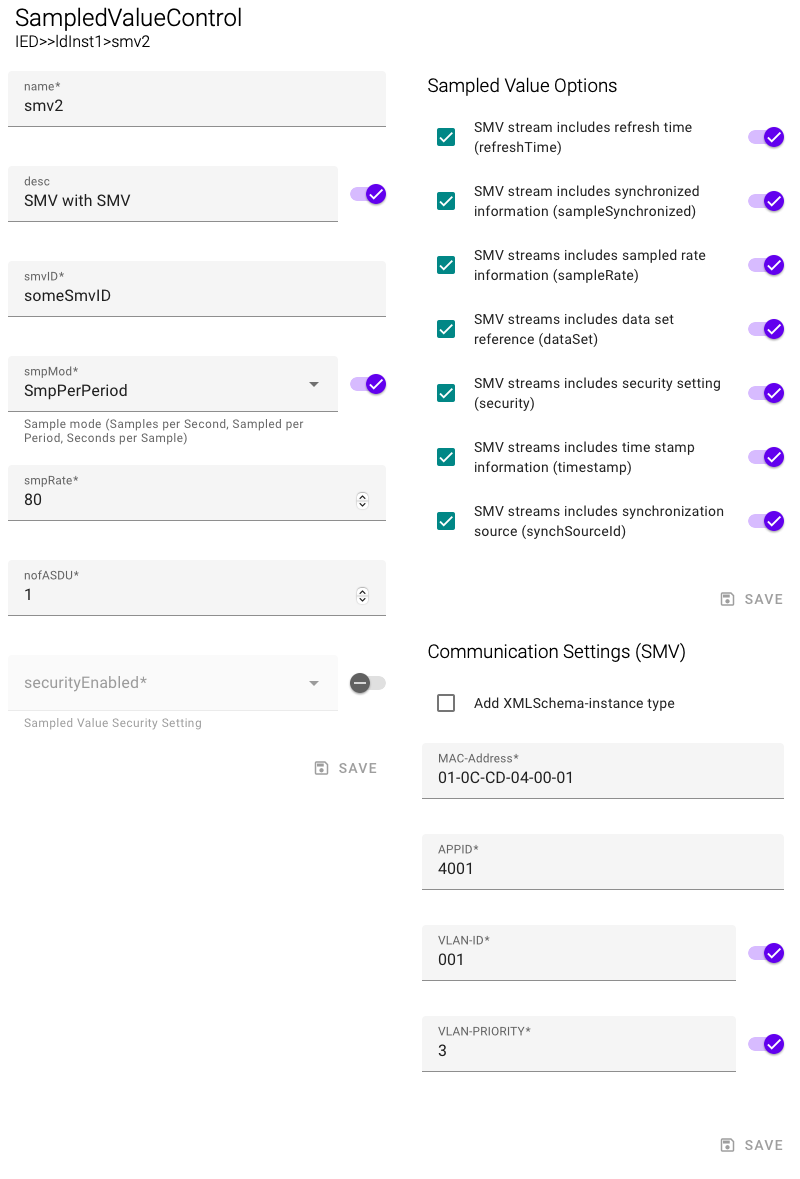 SampledValueControl
IED>>ldInst1>smv2
name*
smv2
desc
SMV with SMV
smvID*
someSmvID
smpMod*
SmpPerPeriod
Sample mode (Samples per Second, Sampled per
Period, Seconds per Sample)
smpRate*
80
nofASDU*
1
securityEnabled*
Sampled Value Security Setting
SAVE
Sampled Value Options
SMV stream includes refresh time
(refreshTime)
SMV stream includes synchronized
information (sampleSynchronized)
SMV streams includes sampled rate
information (sampleRate)
SMV streams includes data set
reference (dataSet)
SMV streams includes security setting
(security)
SMV streams includes time stamp
information (timestamp)
SMV streams includes synchronization
source (synchSourceId)
SAVE
Communication Settings (SMV)
Add XMLSchema-instance type
MAC-Address*
01-0C-CD-04-00-01
APPID*
4001
VLAN-ID*
001
VLAN-PRIORITY*
3
SAVE